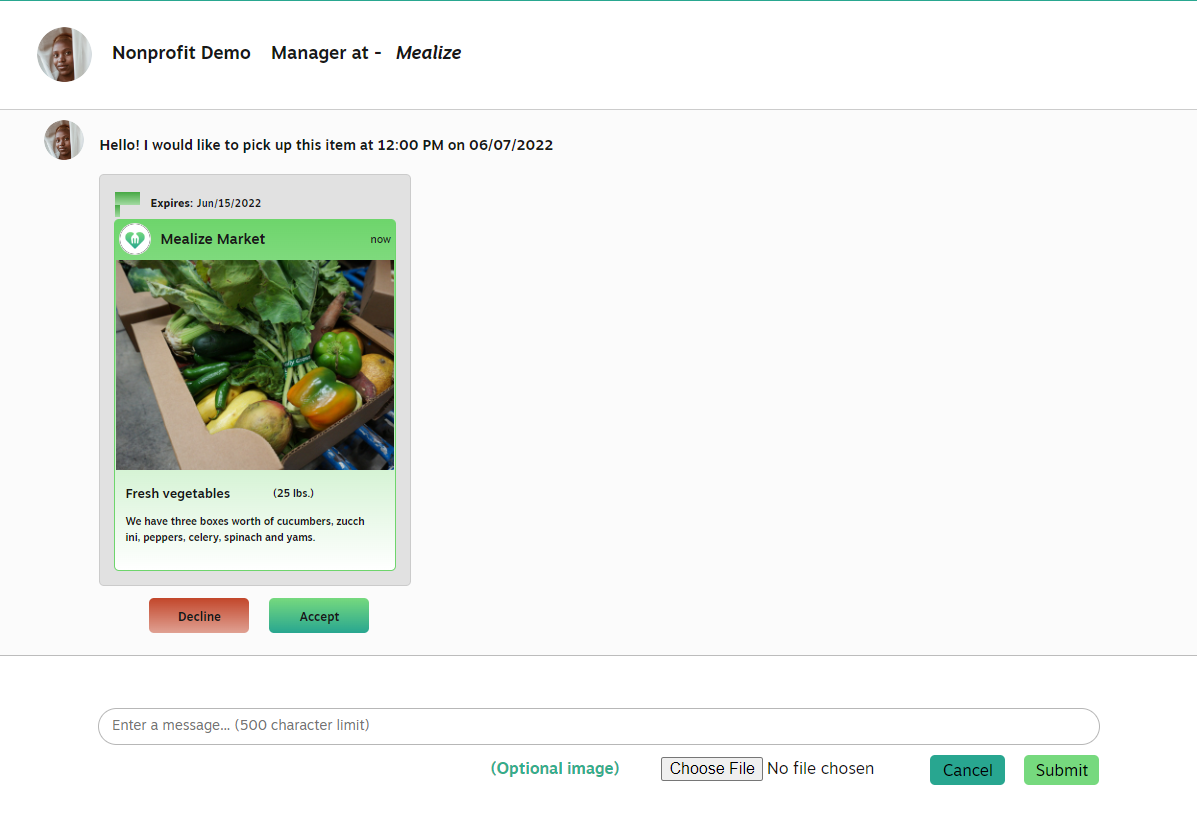 Nonprofit Demo Manager at - Mealize
Hello! I would like to pick up this item at 12:00 PM on 06/07/2022
Expires: Jun/15/2022
Mealize Market now
Fresh vegetables (25 lbs.)
We have three boxes worth of cucumbers, zucch
ini, peppers, celery, spinach and yams.
Decline Accept
Enter a message... (500 character limit)
(Optional image) Choose File No file chosen Cancel Submit